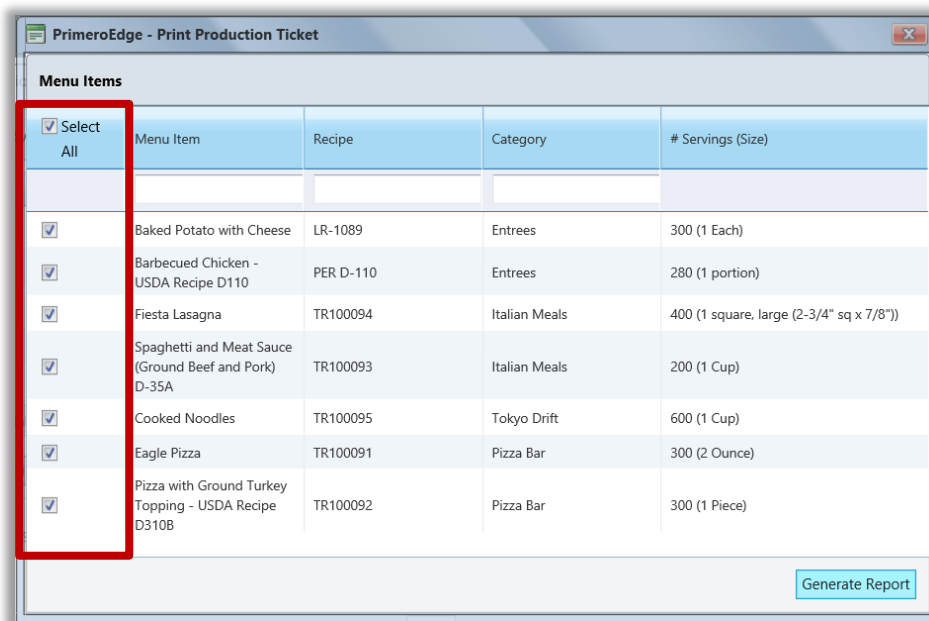 PrimeroEdge - Print Production Ticket
Menu Items
Select All Menu Item Recipe Category # Servings (Size)
Baked Potato with Cheese LR-1089 Entrees 300 (1 Each)
Barbecued Chicken -
USDA Recipe D110 PER D-110 Entrees 280 (1 portion)
Fiesta Lasagna TR100094 Italian Meals 400 (1 square, large (2-3/4" sq x 7/8"))
Spaghetti and Meat Sauce
(Ground Beef and Pork) TR100093 Italian Meals 200 (1 Cup)
D-35A
Cooked Noodles TR100095 Tokyo Drift 600 (1 Cup)
Eagle Pizza TR100091 Pizza Bar 300 (2 Ounce)
Pizza with Ground Turkey
Topping - USDA Recipe TR100092 Pizza Bar 300 (1 Piece)
D310B
Generate Report